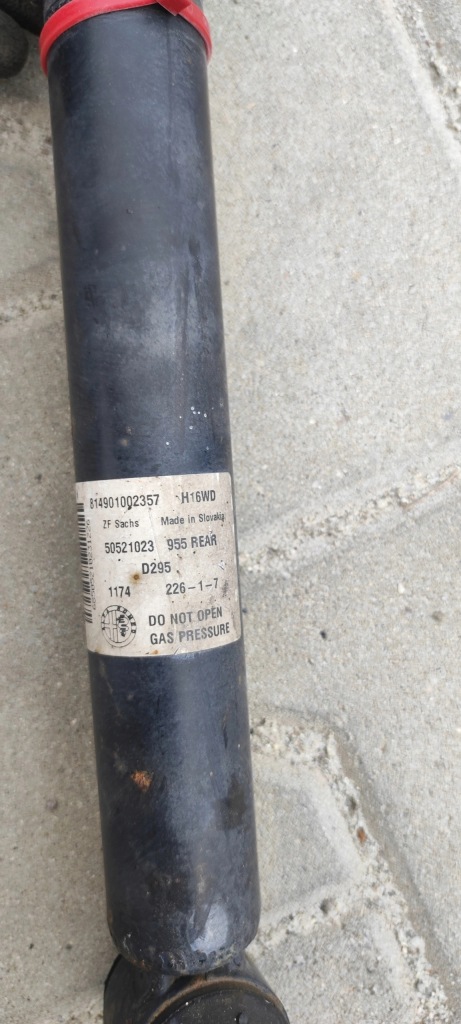 814901002357 H16WD
ZF Sachs Made in Slovakia
50521023 955 REAR
D295
1174 226-1-7
DO NOT OPEN
GAS PRESSURE